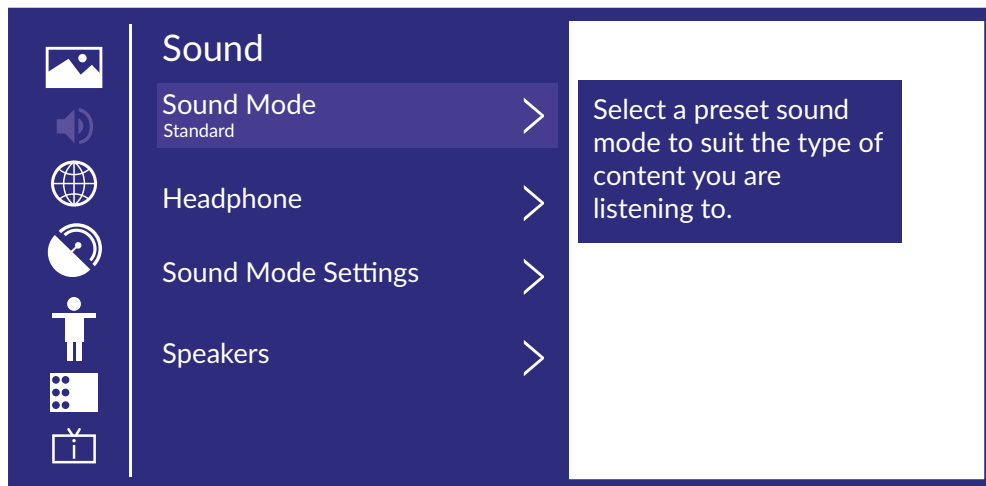 Sound
Sound Mode
Standard
Headphone
Sound Mode Settings
Speakers
Select a preset sound
mode to suit the type of
content you are
listening to.
i